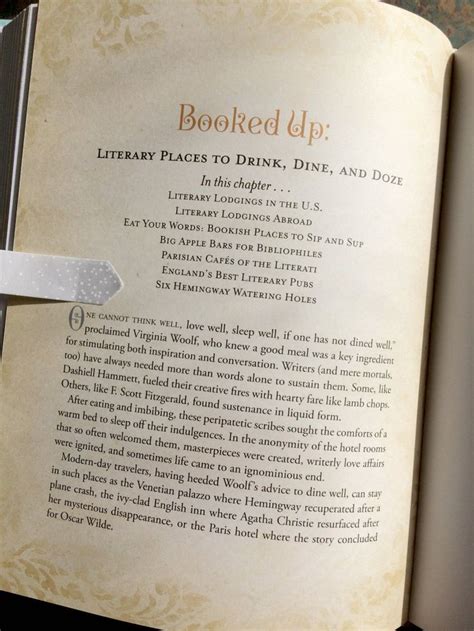 Booked Up:
LITERARY PLACES TO DRINK, DINE, AND DOZE
In this chapter . . .
LITERARY LODGINGS IN THE U.S.
LITERARY LODGINGS ABROAD
EAT YOUR WORDS: BOOKISH PLACES TO SIP AND SUP
BIG APPLE BARS FOR BIBLIOPHILES
PARISIAN CAFÉS OF THE LITERATI
ENGLAND'S BEST LITERARY PUBS
SIX HEMINGWAY WATERING HOLES
ONE CANNOT THINK WELL, love well, sleep well, if one has not dined well,"
proclaimed Virginia Woolf, who knew a good meal was a key ingredient
for stimulating both inspiration and conversation. Writers (and mere mortals,
too) have always needed more than words alone to sustain them. Some, like
Dashiell Hammett, fueled their creative fires with hearty fare like lamb chops.
Others, like F. Scott Fitzgerald, found sustenance in liquid form.
After eating and imbibing, these peripatetic scribes sought the comforts of a
warm bed to sleep off their indulgences. In the anonymity of the hotel rooms
that so often welcomed them, masterpieces were created, writerly love affairs
were ignited, and sometimes life came to an ignominious end.
Modern-day travelers, having heeded Woolf's advice to dine well, can stay
in such places as the Venetian palazzo where Hemingway recuperated after a
plane crash, the ivy-clad English inn where Agatha Christie resurfaced after
her mysterious disappearance, or the Paris hotel where the story concluded
for Oscar Wilde.